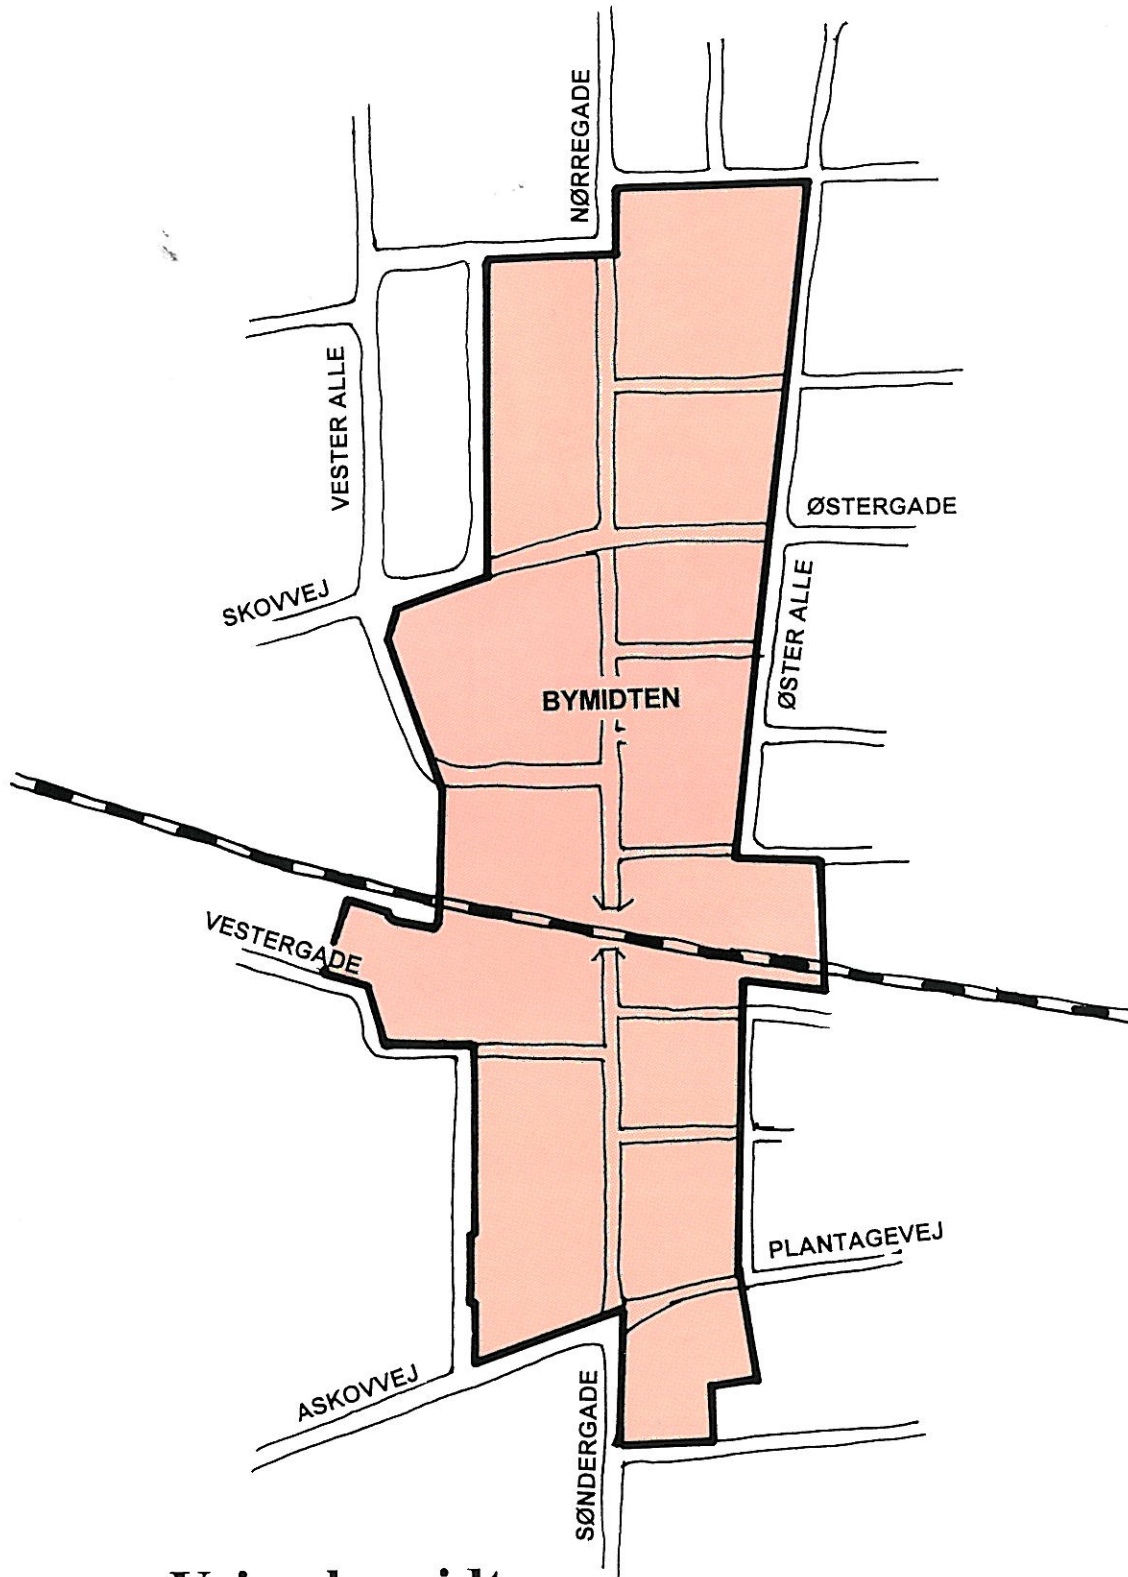 NØRREGADE
VESTER ALLE
ØSTERGADE
SKOVVEJ
ØSTER ALLE
BYMIDTEN
VESTERGADE
PLANTAGEVEJ
ASKOVVEJ
SØNDERGADE